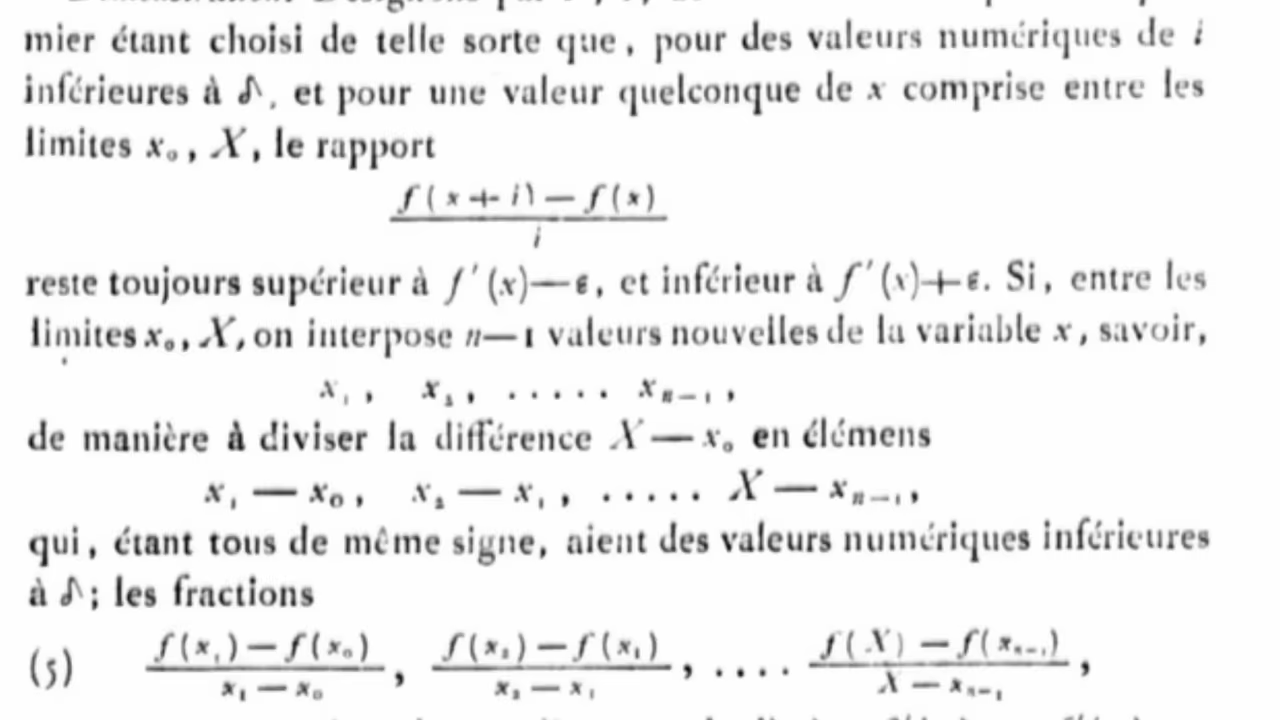 mier étant choisi de telle sorte que, pour des valeurs numériques de i
inférieures à δ, et pour une valeur quelconque de x comprise entre les
limites x₀, X, le rapport
f(x + i) — f(x)
i
reste toujours supérieur à f′(x)—ε, et inférieur à f′(x)+ε. Si, entre les
limites x₀, X, on interpose n—1 valeurs nouvelles de la variable x, savoir,
x₁, x₂, ..... xₙ₋₁,
de manière à diviser la différence X — x₀ en élémens
x₁ — x₀, x₂ — x₁, ..... X — xₙ₋₁,
qui, étant tous de même signe, aient des valeurs numériques inférieures
à δ; les fractions
(5) f(x₁) — f(x₀), f(x₂) — f(x₁), .... f(X) — f(xₙ₋₁),
x₁ — x₀ x₂ — x₁ X — xₙ₋₁